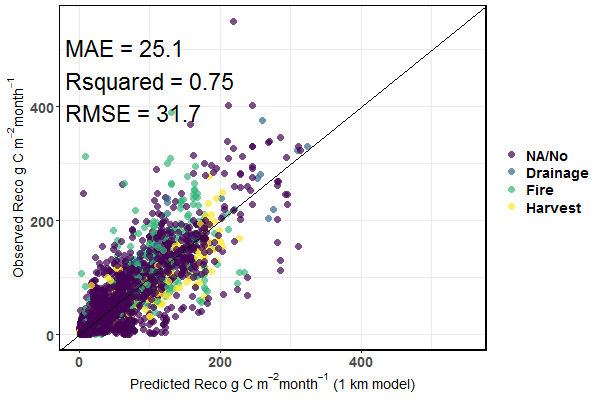 MAE = 25.1
Rsquared = 0.75
RMSE = 31.7
Observed Reco g C m⁻²month⁻¹
400
200
0
0 200 400
Predicted Reco g C m⁻²month⁻¹ (1 km model)
NA/No
Drainage
Fire
Harvest